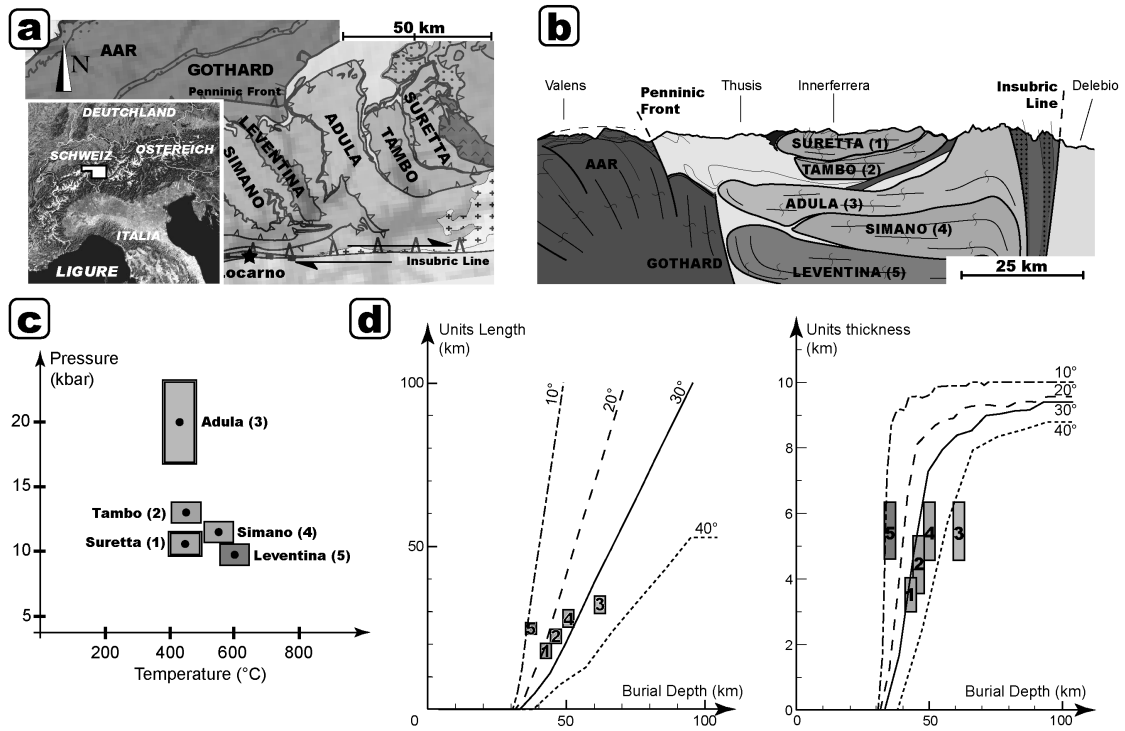 a
50 km
N
AAR
GOTHARD
Penninic Front
LEVENTINA
SIMANO
ADULA
TAMBO
SURETTA
DEUTCHLAND
SCHWEIZ
OSTEREICH
ITALIA
LIGURE
ocarno
Insubric Line
b
Valens
Penninic
Front
Thusis
Innerferrera
Insubric
Line
Delebio
AAR
SURETTA (1)
TAMBO (2)
ADULA (3)
SIMANO (4)
GOTHARD
LEVENTINA (5)
25 km
c
Pressure
(kbar)
20
15
10
5
Adula (3)
Tambo (2)
Simano (4)
Suretta (1)
Leventina (5)
200
400
600
800
Temperature (°C)
d
Units Length
(km)
100
50
10°
20°
30°
40°
5
1
2
4
3
Burial Depth (km)
0
50
100
Units thickness
(km)
10
8
6
4
2
0
10°
20°
30°
40°
5
4
3
2
1
Burial Depth (km)
0
50
100